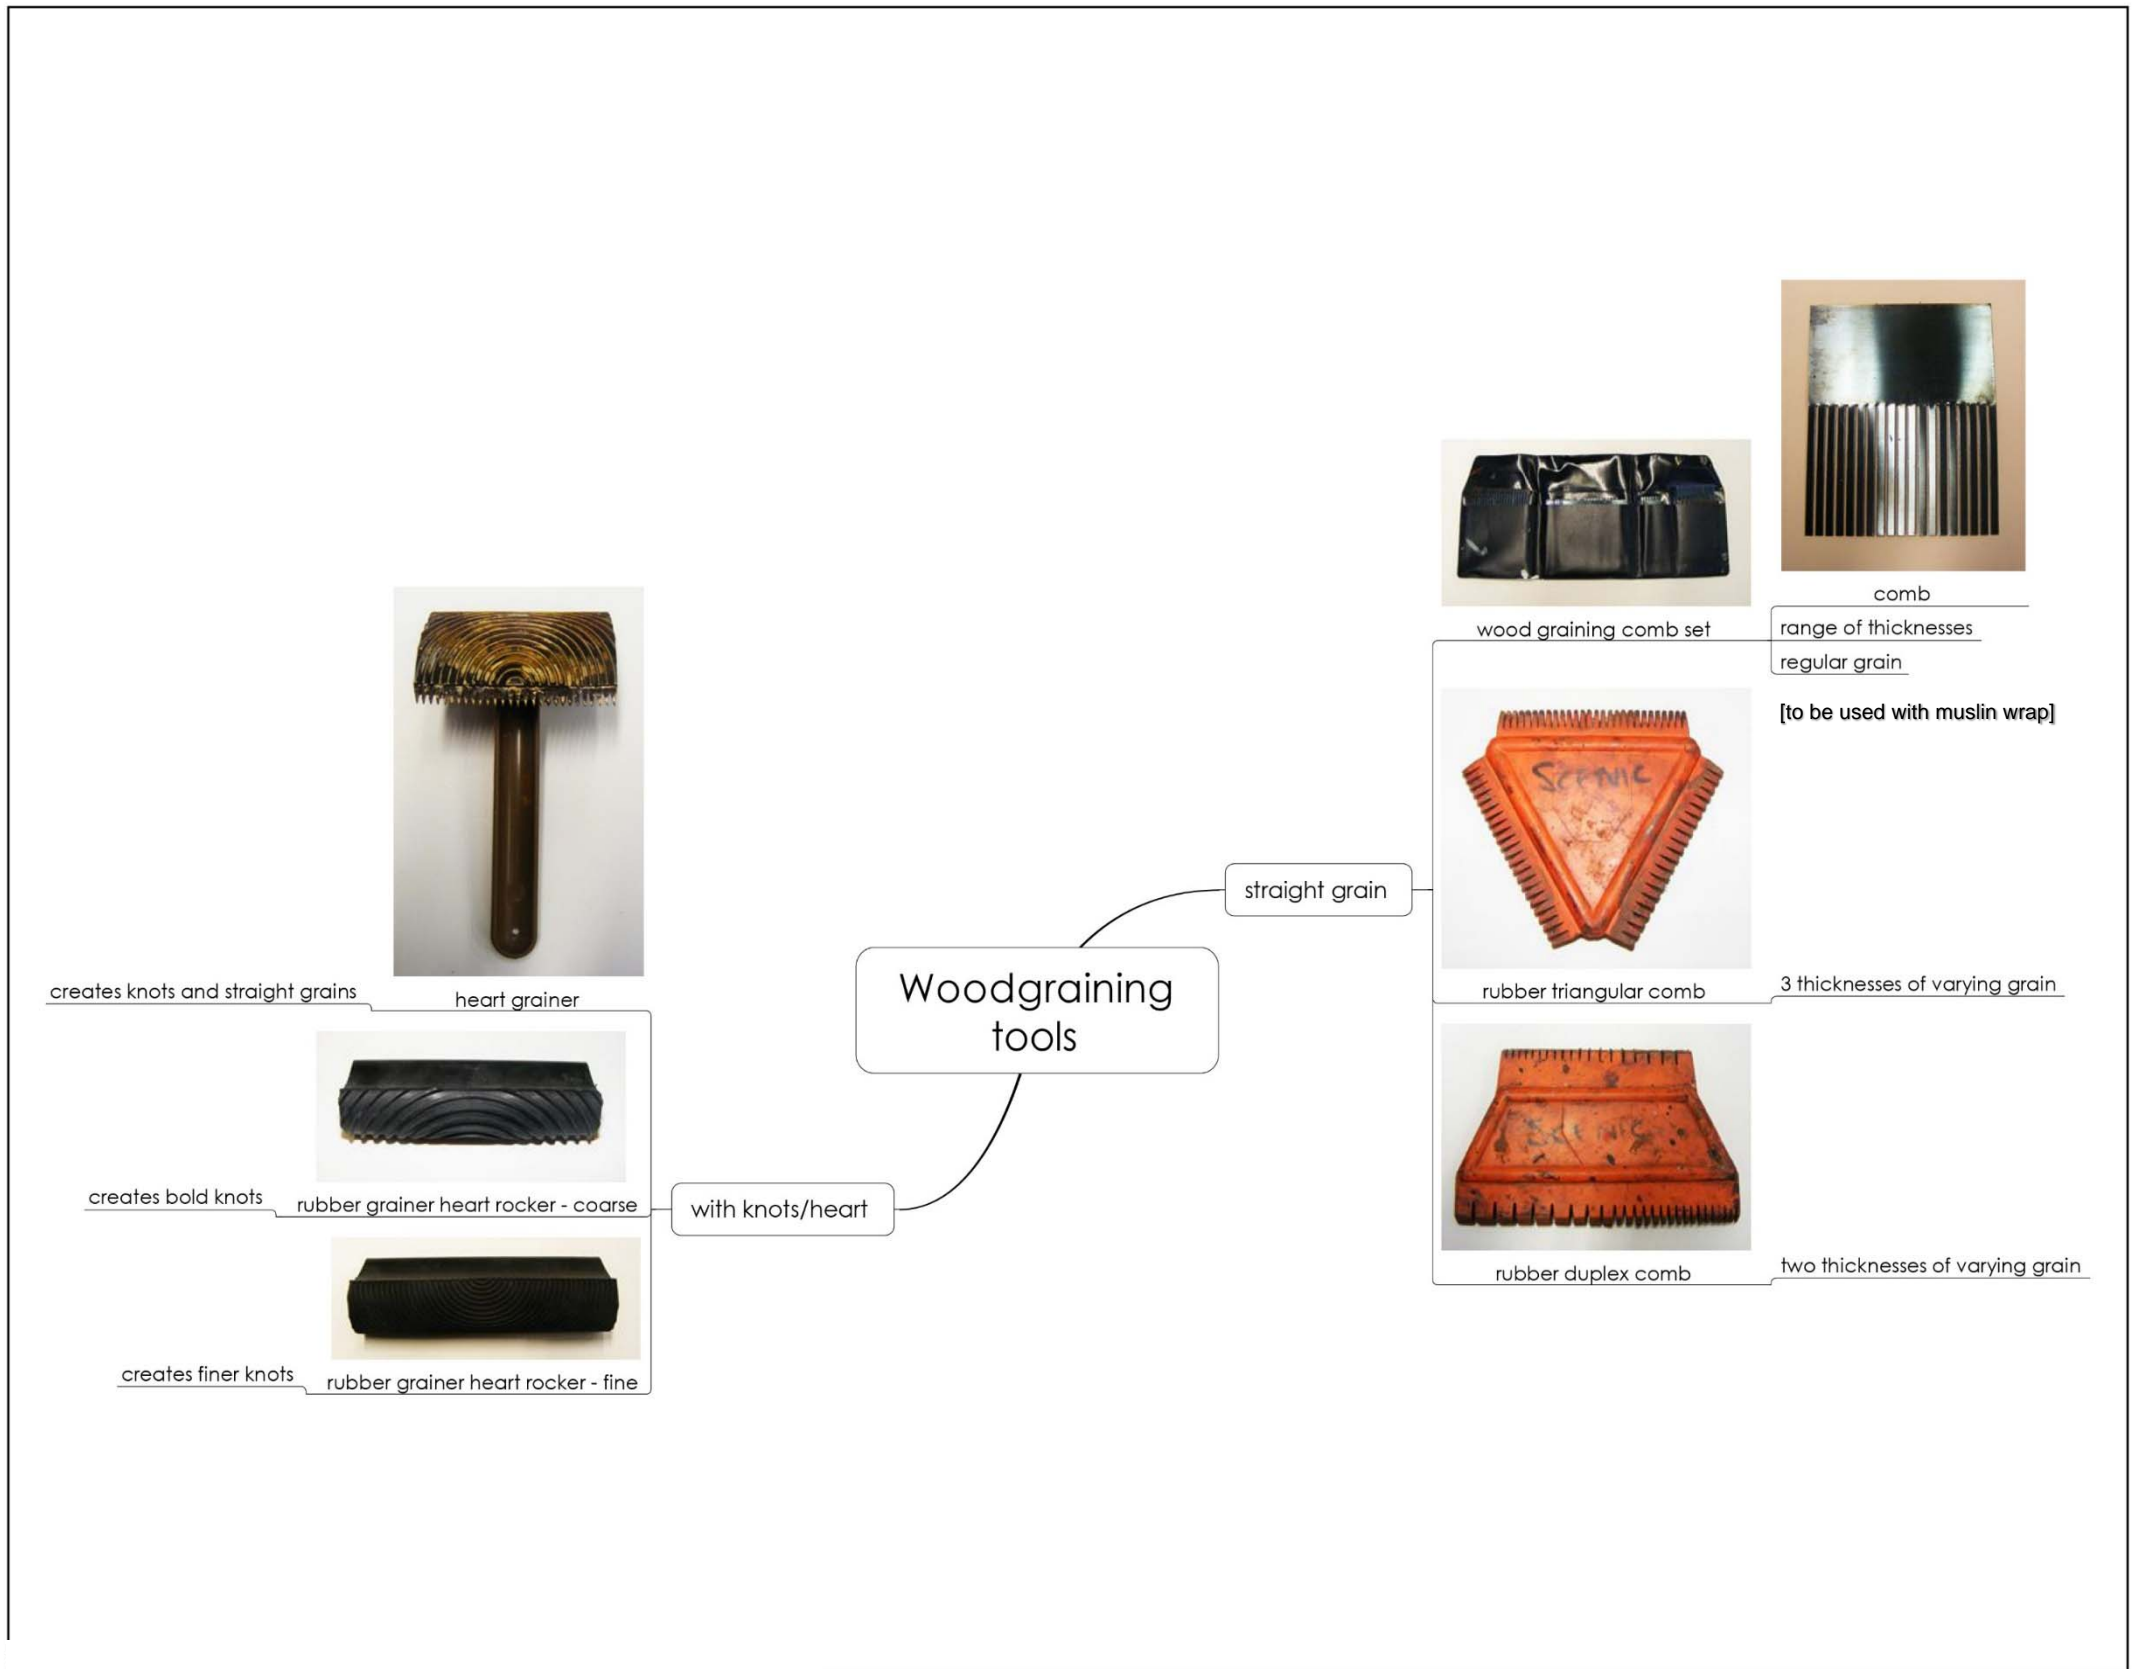 Woodgraining
tools
straight grain
wood graining comb set
comb
range of thicknesses
regular grain
[to be used with muslin wrap]
SCENIC
rubber triangular comb
3 thicknesses of varying grain
SCENIC
rubber duplex comb
two thicknesses of varying grain
with knots/heart
heart grainer
creates knots and straight grains
rubber grainer heart rocker - coarse
creates bold knots
rubber grainer heart rocker - fine
creates finer knots